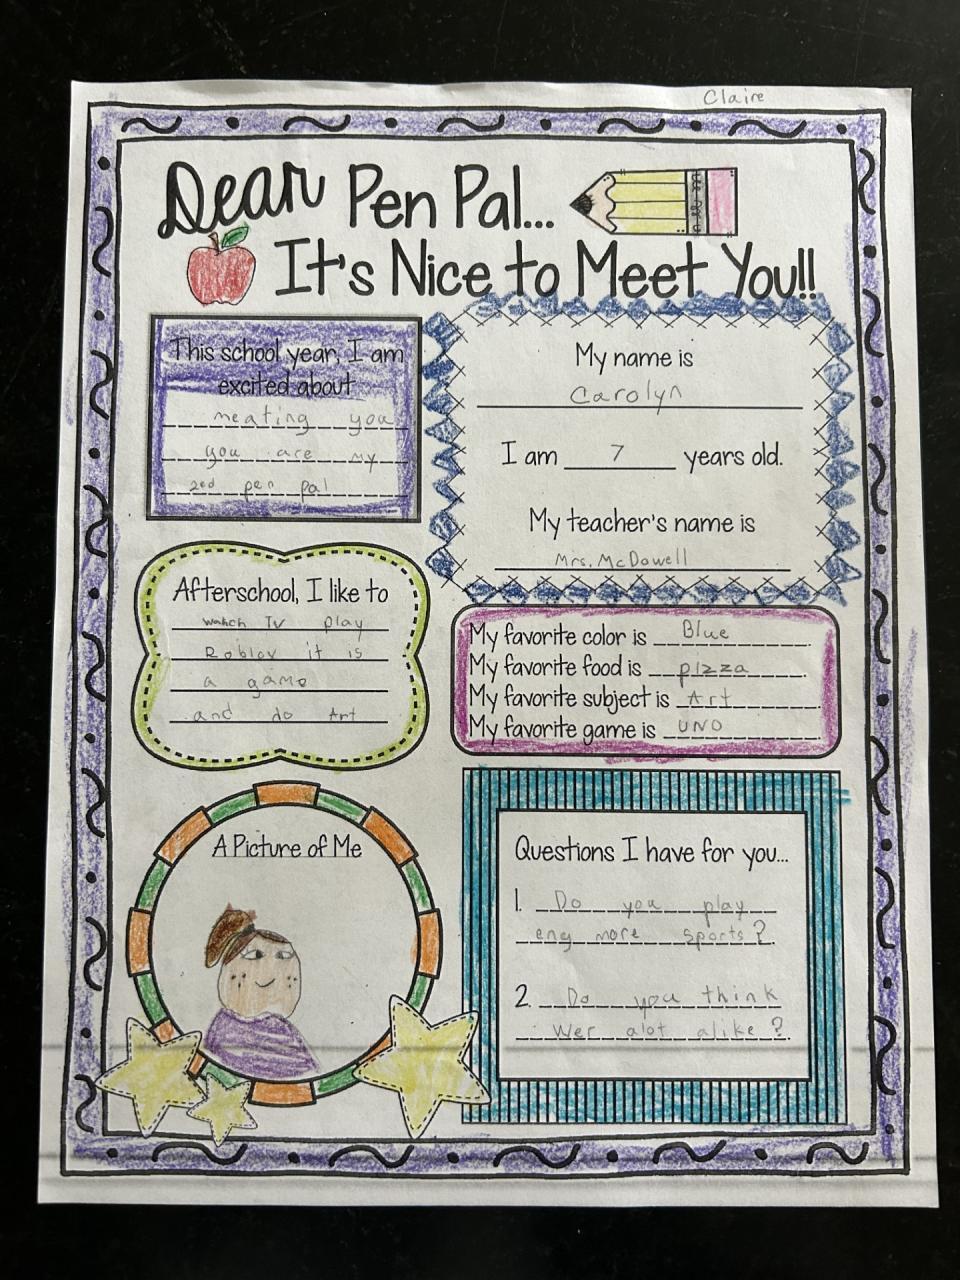 Claire
Dear Pen Pal...
It's Nice to Meet You!!
This school year, I am
excited about
meating you
you are my
2ed pen pal
My name is
Carolyn
I am 7 years old.
My teacher's name is
Mrs. McDowell
Afterschool, I like to
watch TV play
Roblox it is
a game
and do Art
My favorite color is Blue
My favorite food is pizza
My favorite subject is Art
My favorite game is UNO
A Picture of Me
Questions I have for you...
1. Do you play
eny more sports?
2. Do you think
wer alot alike?